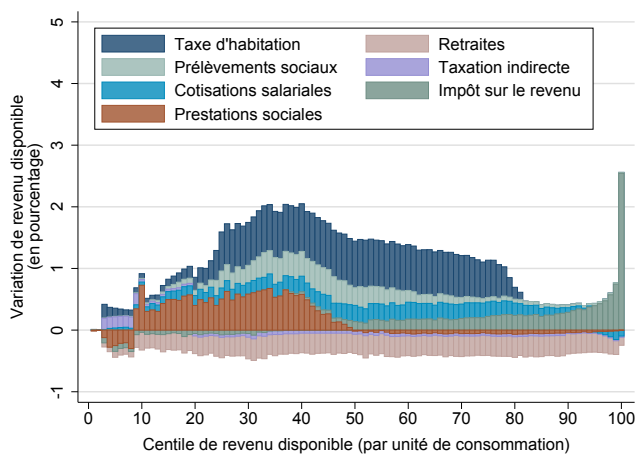 5
4
3
2
1
0
-1
Variation de revenu disponible
(en pourcentage)
Taxe d'habitation
Prélèvements sociaux
Cotisations salariales
Prestations sociales
Retraites
Taxation indirecte
Impôt sur le revenu
0 10 20 30 40 50 60 70 80 90 100
Centile de revenu disponible (par unité de consommation)